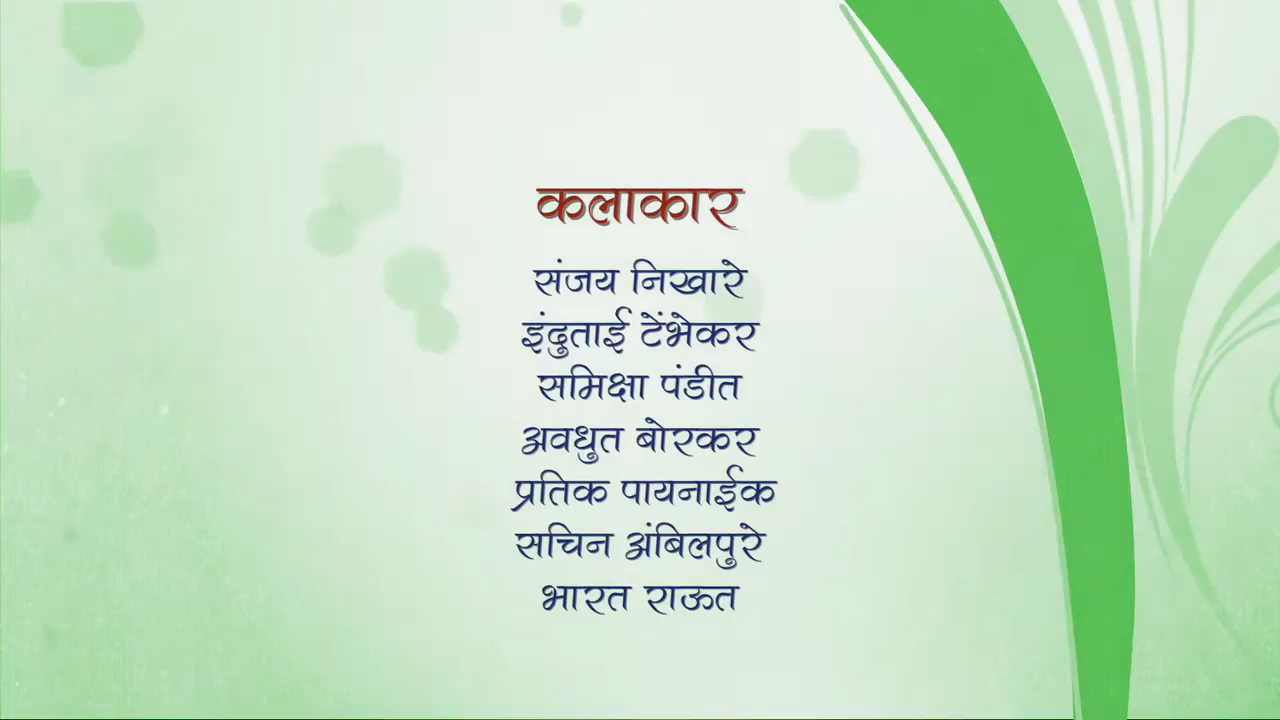 कलाकार
संजय निखारे
इंदुताई टेंभेकर
समिक्षा पंडीत
अवधुत बोरकर
प्रतिक पायनाईक
सचिन अंबिलपुरे
भारत राऊत